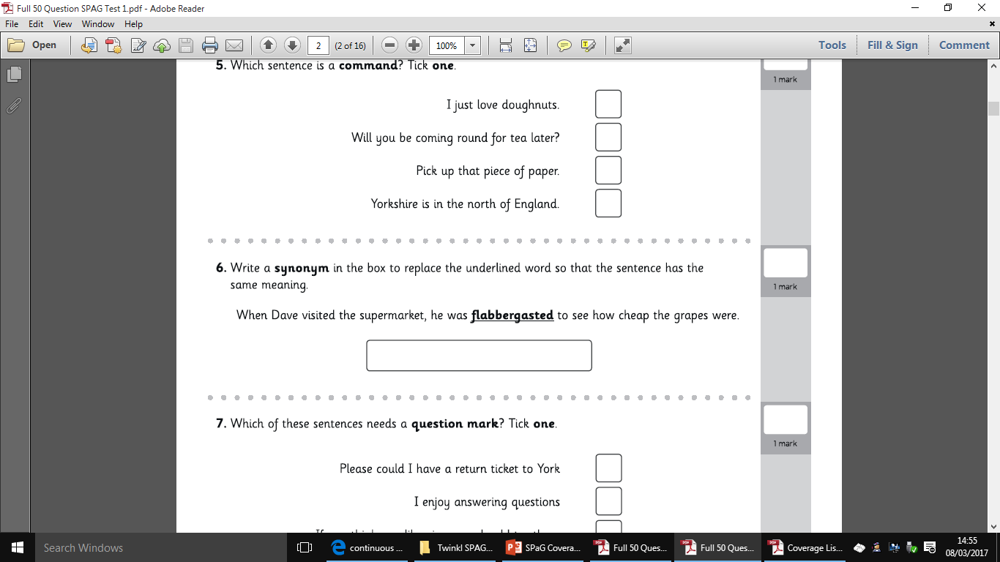 Full 50 Question SPAG Test 1.pdf - Adobe Reader
File Edit View Window Help
Open 2 (2 of 16) 100% Tools Fill & Sign Comment
5. Which sentence is a command? Tick one.
1 mark
I just love doughnuts.
Will you be coming round for tea later?
Pick up that piece of paper.
Yorkshire is in the north of England.
6. Write a synonym in the box to replace the underlined word so that the sentence has the
same meaning.
1 mark
When Dave visited the supermarket, he was flabbergasted to see how cheap the grapes were.
7. Which of these sentences needs a question mark? Tick one.
1 mark
Please could I have a return ticket to York
I enjoy answering questions
Search Windows continuous ... Twinkl SPAG... SPaG Covera... Full 50 Ques... Full 50 Ques... Coverage Lis... 14:55
08/03/2017